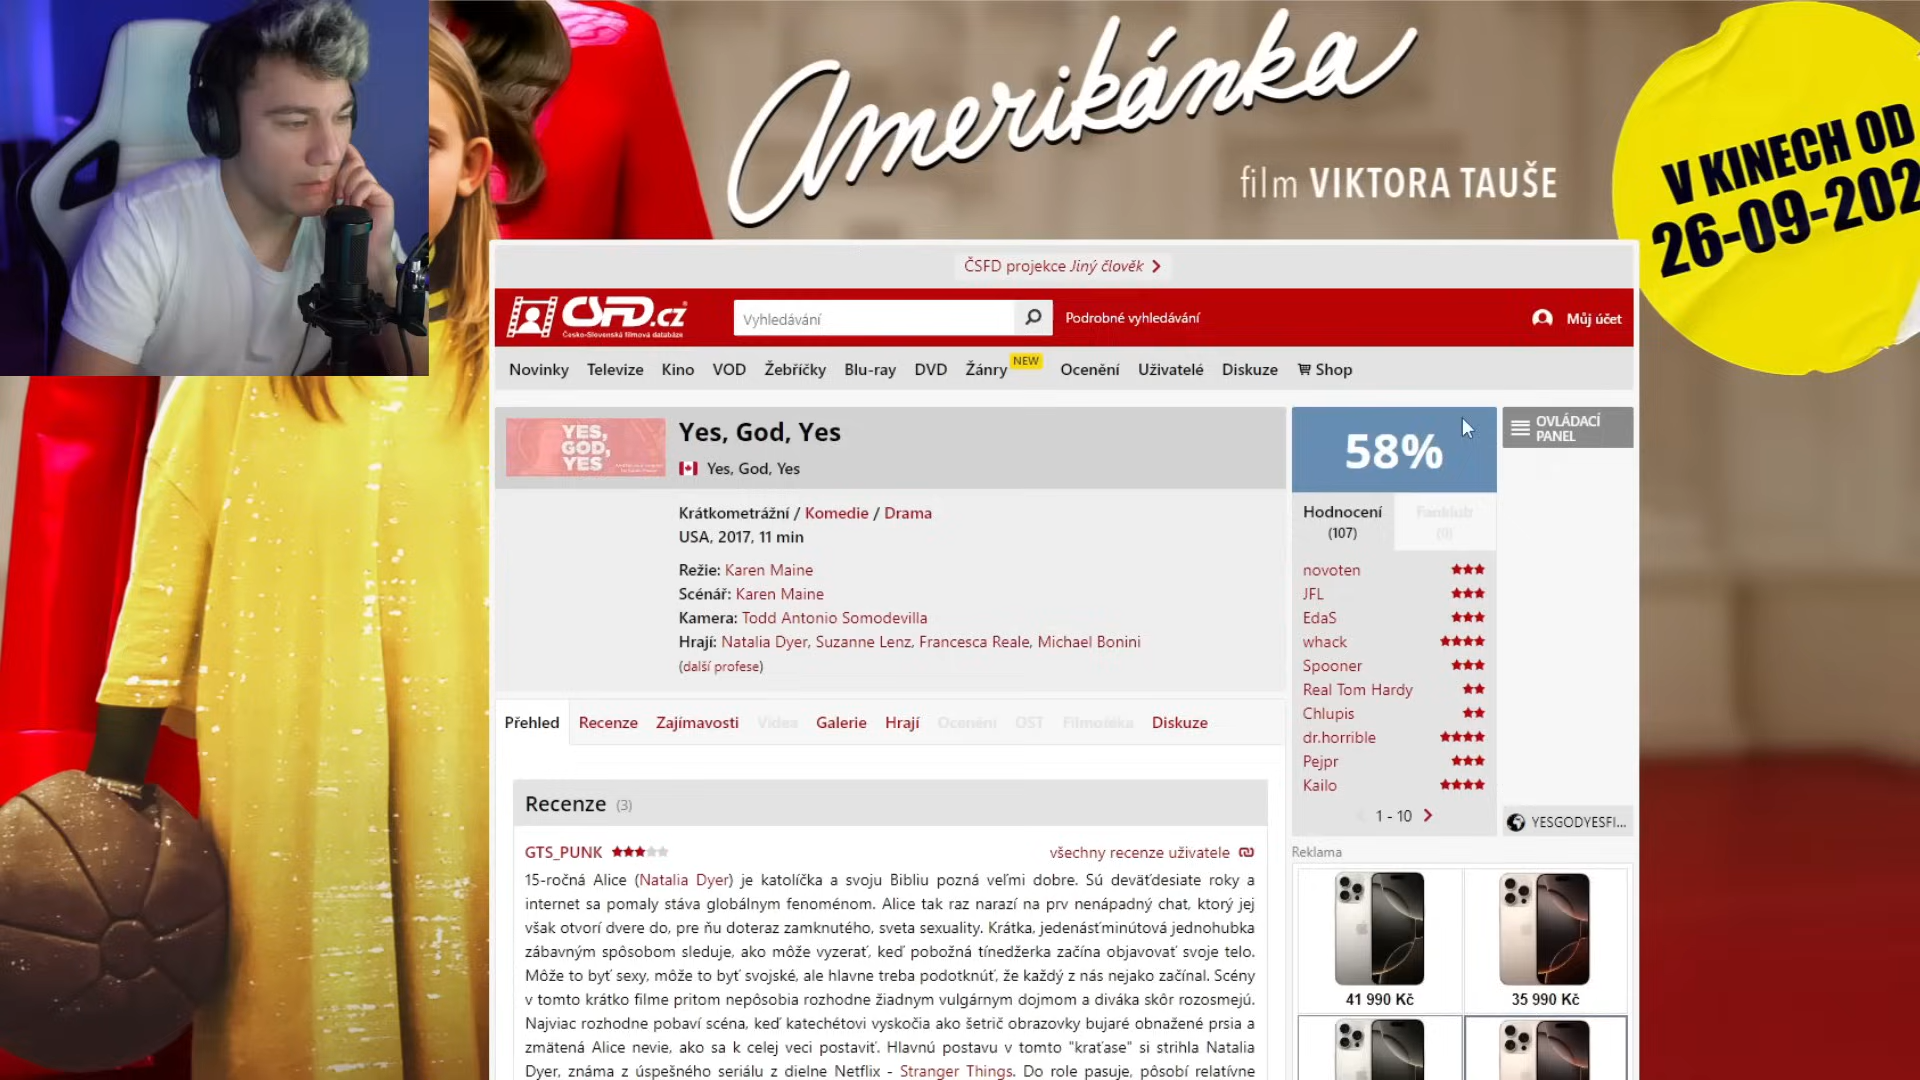 Amerikánka
film VIKTORA TAUŠE
V KINECH OD
26-09-202
ČSFD projekce Jiný člověk
ČSFD.cz
Česko-Slovenská filmová databáze
Vyhledávání
Podrobné vyhledávání
Můj účet
Novinky Televize Kino VOD Žebříčky Blu-ray DVD Žánry NEW Ocenění Uživatelé Diskuze Shop
YES,
GOD,
YES
Yes, God, Yes
Yes, God, Yes
Krátkometrážní / Komedie / Drama
USA, 2017, 11 min
Režie: Karen Maine
Scénář: Karen Maine
Kamera: Todd Antonio Somodevilla
Hrají: Natalia Dyer, Suzanne Lenz, Francesca Reale, Michael Bonini
(další profese)
58%
OVLÁDACÍ
PANEL
Hodnocení
(107)
Fanklub
(0)
novoten
JFL
EdaS
whack
Spooner
Real Tom Hardy
Chlupis
dr.horrible
Pejpr
Kailo
1 - 10
YESGODYESFI...
Přehled Recenze Zajímavosti Videa Galerie Hrají Ocenění OST Filmotéka Diskuze
Recenze (3)
GTS_PUNK
všechny recenze uživatele
15-ročná Alice (Natalia Dyer) je katolíčka a svoju Bibliu pozná veľmi dobre. Sú deväťdesiate roky a
internet sa pomaly stáva globálnym fenoménom. Alice tak raz narazí na prv nenápadný chat, ktorý jej
však otvorí dvere do, pre ňu doteraz zamknutého, sveta sexuality. Krátka, jedenásťminútová jednohubka
zábavným spôsobom sleduje, ako môže vyzerať, keď pobožná tínedžerka začína objavovať svoje telo.
Môže to byť sexy, môže to byť svojské, ale hlavne treba podotknúť, že každý z nás nejako začínal. Scény
v tomto krátko filme pritom nepôsobia rozhodne žiadnym vulgárnym dojmom a diváka skôr rozosmejú.
Najviac rozhodne pobaví scéna, keď katechétovi vyskočia ako šetrič obrazovky bujaré obnažené prsia a
zmätená Alice nevie, ako sa k celej veci postaviť. Hlavnú postavu v tomto "kraťase" si strihla Natalia
Dyer, známa z úspešného seriálu z dielne Netflix - Stranger Things. Do role pasuje, pôsobí relatívne
Reklama
41 990 Kč
35 990 Kč